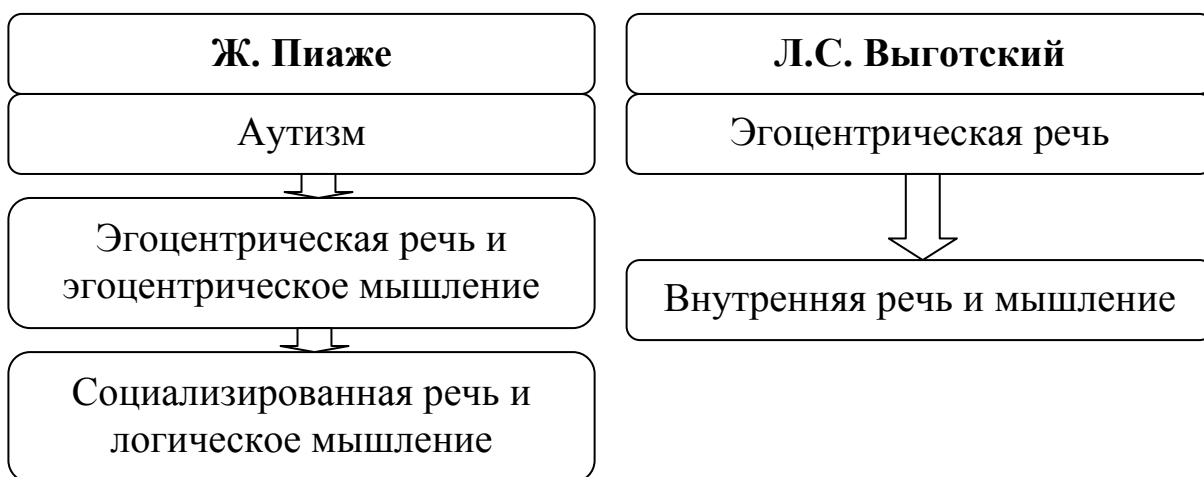 Ж. Пиаже
Аутизм
Эгоцентрическая речь и
эгоцентрическое мышление
Социализированная речь и
логическое мышление
Л.С. Выготский
Эгоцентрическая речь
Внутренняя речь и мышление